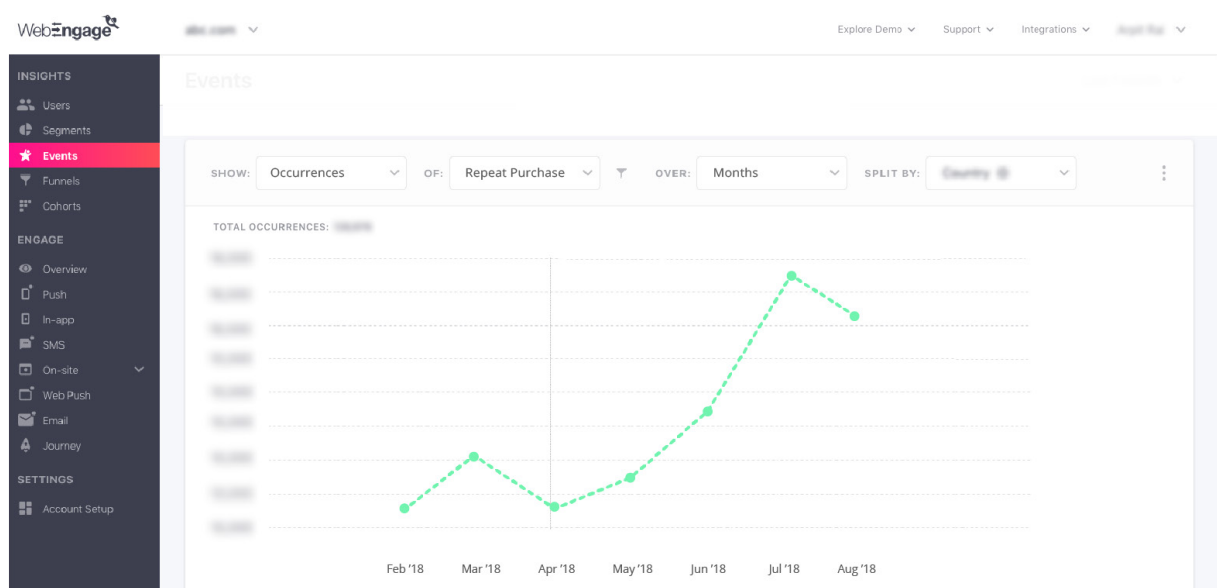 WebEngage
Explore Demo Support Integrations
INSIGHTS
Users
Segments
Events
Funnels
Cohorts
ENGAGE
Overview
Push
In-app
SMS
On-site
Web Push
Email
Journey
SETTINGS
Account Setup
Events
SHOW: Occurrences OF: Repeat Purchase OVER: Months SPLIT BY:
TOTAL OCCURRENCES:
Feb '18 Mar '18 Apr '18 May '18 Jun '18 Jul '18 Aug '18